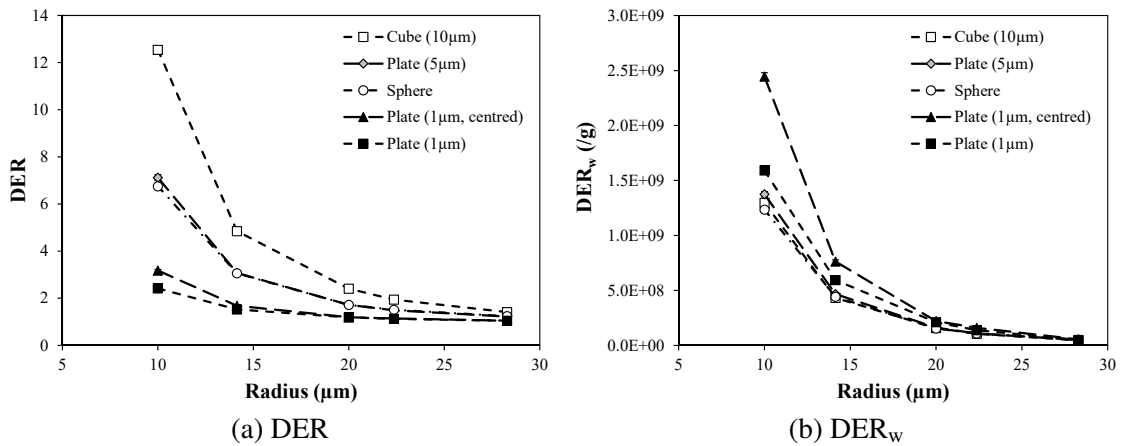 14
12
10
8
6
4
2
0
DER
5 10 15 20 25 30
Radius (µm)
Cube (10µm)
Plate (5µm)
Sphere
Plate (1µm, centred)
Plate (1µm)
(a) DER
3.0E+09
2.5E+09
2.0E+09
1.5E+09
1.0E+09
5.0E+08
0.0E+00
DERw (/g)
5 10 15 20 25 30
Radius (µm)
Cube (10µm)
Plate (5µm)
Sphere
Plate (1µm, centred)
Plate (1µm)
(b) DERw